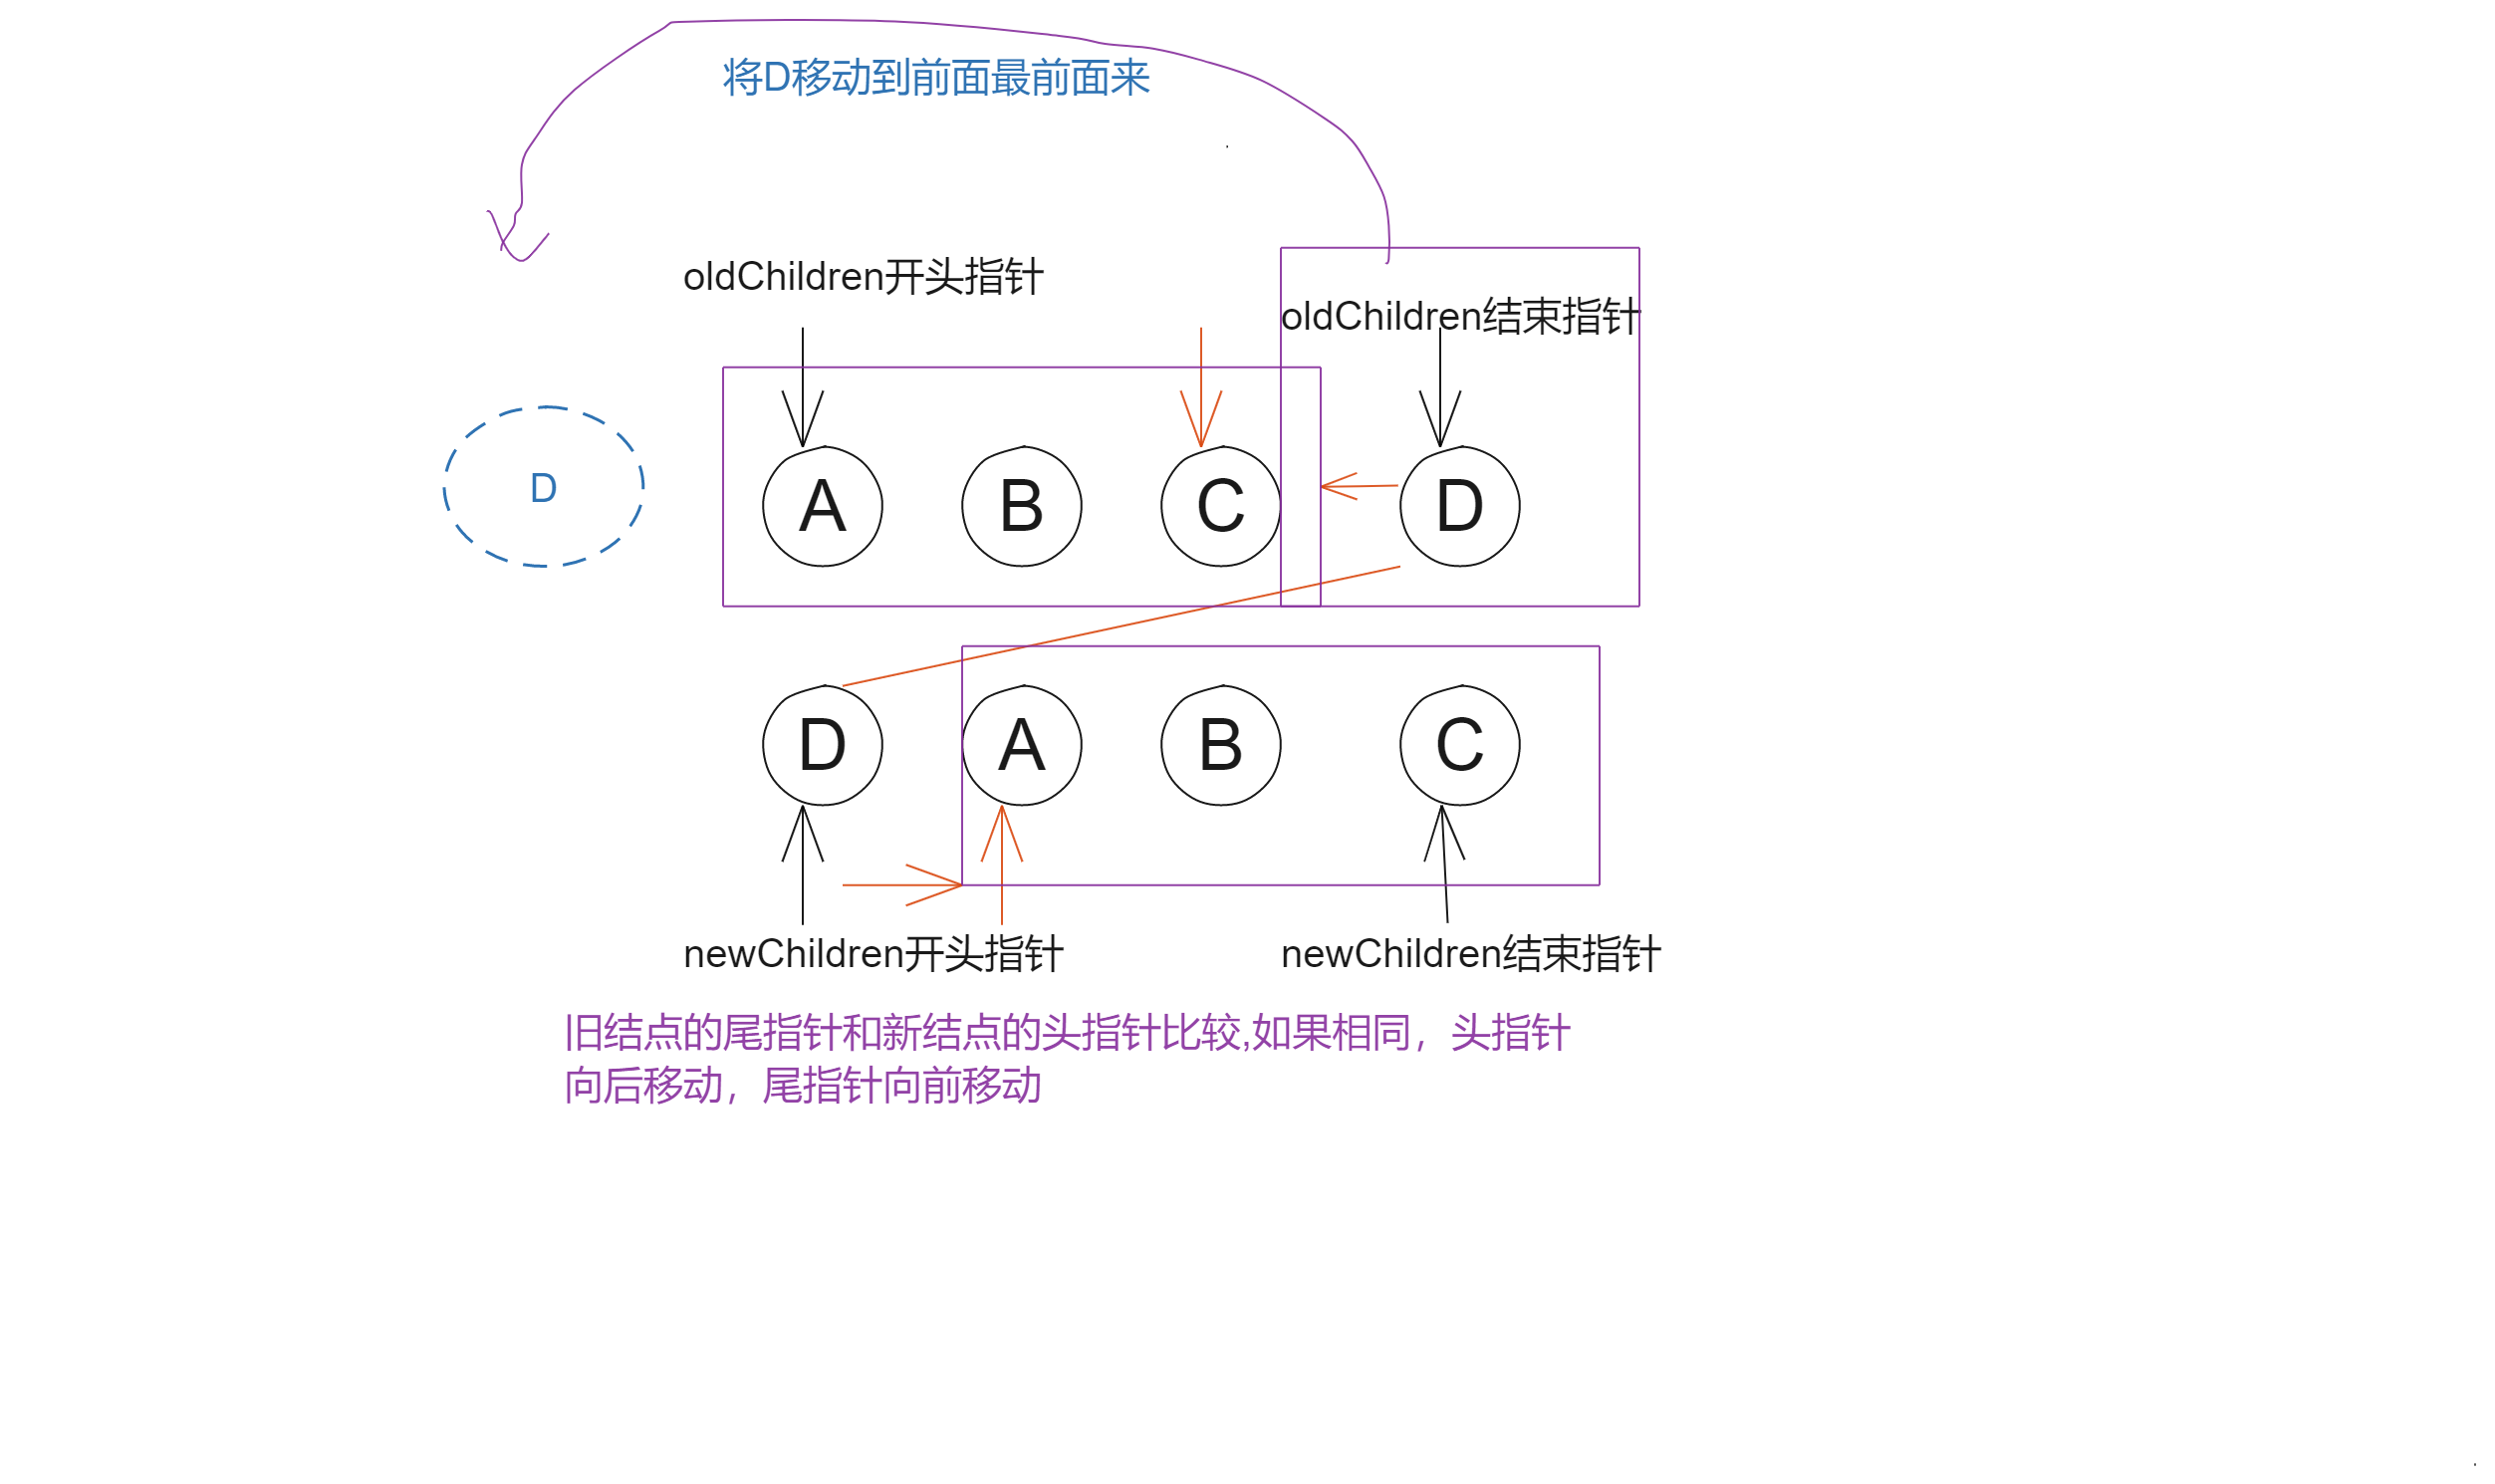 将D移动到前面最前面来
oldChildren开头指针
oldChildren结束指针
D
A B C D
D A B C
newChildren开头指针 newChildren结束指针
旧结点的尾指针和新结点的头指针比较,如果相同，头指针
向后移动，尾指针向前移动